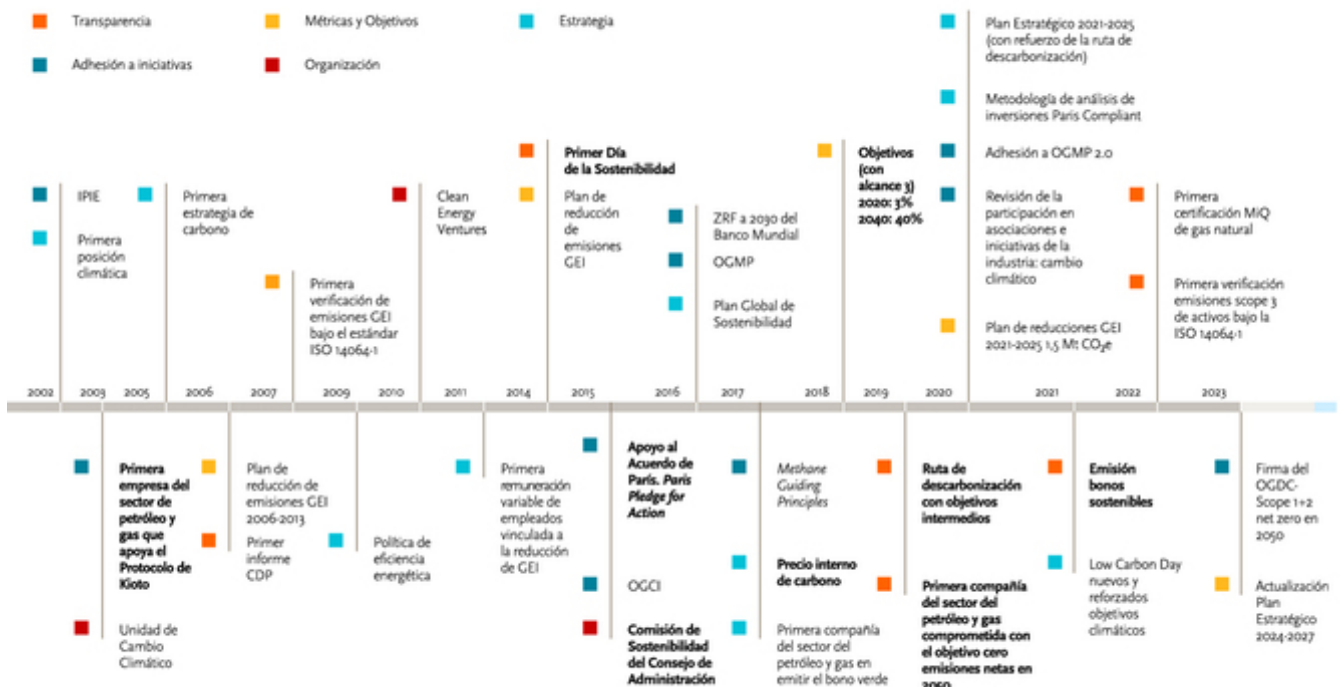 Transparencia
Métricas y Objetivos
Estrategia
Adhesión a iniciativas
Organización
IPIE
Primera
posición
climática
Primera
estrategia de
carbono
Primera
verificación de
emisiones GEI
bajo el estándar
ISO 14064-1
Clean
Energy
Ventures
Primer Día
de la Sostenibilidad
Plan de
reducción
de
emisiones
GEI
ZRF a 2030 del
Banco Mundial
OGMP
Plan Global de
Sostenibilidad
Objetivos
(con
alcance 3)
2020: 3%
2040: 40%
Plan Estratégico 2021-2025
(con refuerzo de la ruta de
descarbonización)
Metodología de análisis de
inversiones Paris Compliant
Adhesión a OGMP 2.0
Revisión de la
participación en
asociaciones e
iniciativas de la
industria: cambio
climático
Plan de reducciones GEI
2021-2025 1,5 Mt CO₂e
Primera
certificación MiQ
de gas natural
Primera verificación
emisiones scope 3
de activos bajo la
ISO 14064-1
2002 2003 2005 2006 2007 2009 2010 2011 2014 2015 2016 2017 2018 2019 2020 2021 2022 2023
Primera
empresa del
sector de
petróleo y
gas que
apoya el
Protocolo de
Kioto
Unidad de
Cambio
Climático
Plan de
reducción de
emisiones GEI
2006-2013
Primer
informe
CDP
Política de
eficiencia
energética
Primera
remuneración
variable de
empleados
vinculada a
la reducción
de GEI
Apoyo al
Acuerdo de
París. Paris
Pledge for
Action
OGCI
Comisión de
Sostenibilidad
del Consejo de
Administración
Methane
Guiding
Principles
Precio interno
de carbono
Primera compañía
del sector del
petróleo y gas en
emitir el bono verde
Ruta de
descarbonización
con objetivos
intermedios
Primera compañía
del sector del
petróleo y gas
comprometida con
el objetivo cero
emisiones netas en
2050
Emisión
bonos
sostenibles
Low Carbon Day
nuevos y
reforzados
objetivos
climáticos
Firma del
OGDC-
Scope 1+2
net zero en
2050
Actualización
Plan
Estratégico
2024-2027